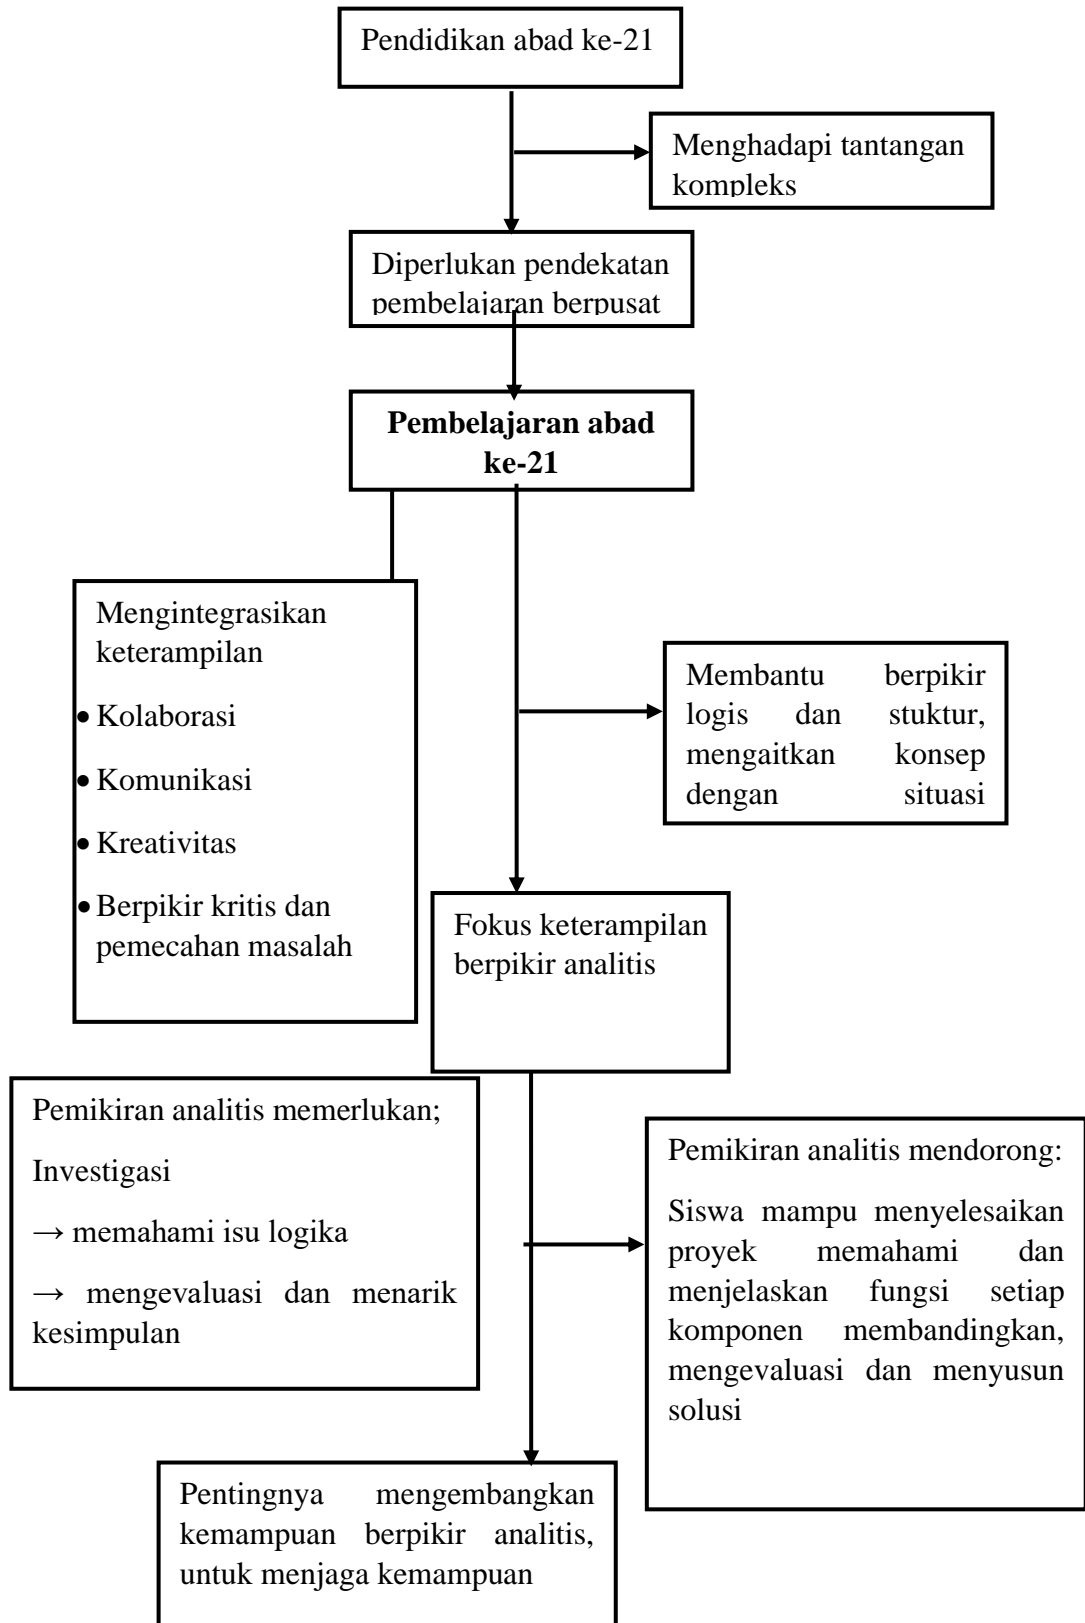 Pendidikan abad ke-21
Menghadapi tantangan
kompleks
Diperlukan pendekatan
pembelajaran berpusat
Pembelajaran abad
ke-21
Mengintegrasikan
keterampilan
• Kolaborasi
• Komunikasi
• Kreativitas
• Berpikir kritis dan
pemecahan masalah
Membantu berpikir
logis dan stuktur,
mengaitkan konsep
dengan situasi
Fokus keterampilan
berpikir analitis
Pemikiran analitis memerlukan;
Investigasi
→ memahami isu logika
→ mengevaluasi dan menarik
kesimpulan
Pemikiran analitis mendorong:
Siswa mampu menyelesaikan
proyek memahami dan
menjelaskan fungsi setiap
komponen membandingkan,
mengevaluasi dan menyusun
solusi
Pentingnya mengembangkan
kemampuan berpikir analitis,
untuk menjaga kemampuan